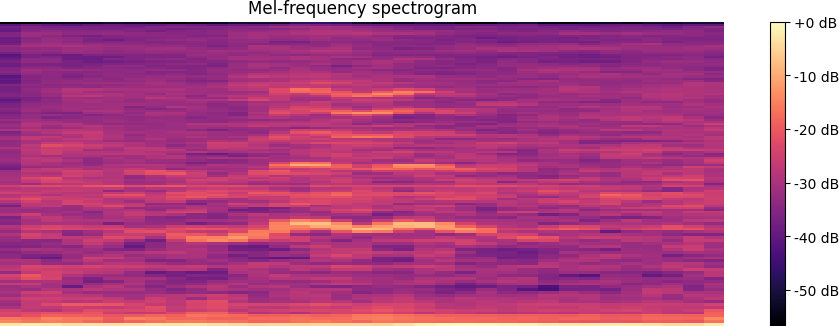 Mel-frequency spectrogram
+0 dB
-10 dB
-20 dB
-30 dB
-40 dB
-50 dB